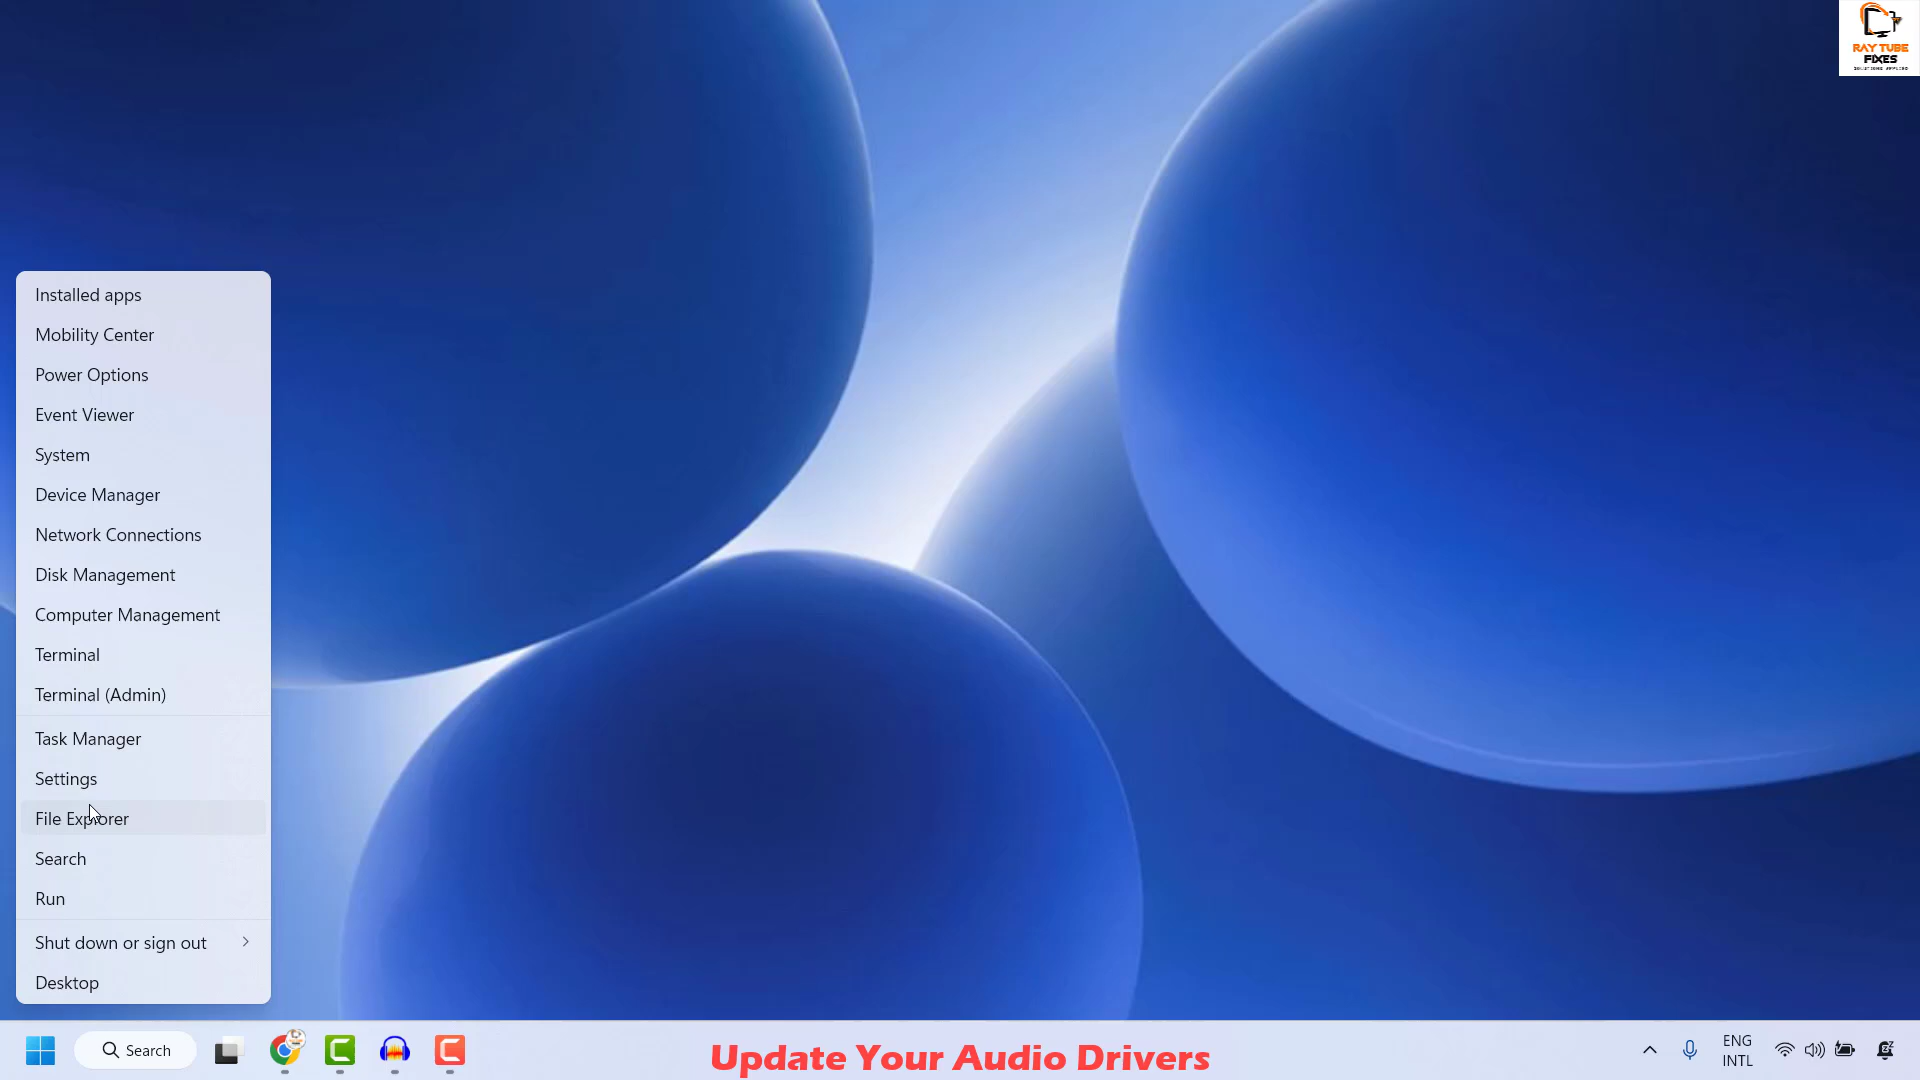 RAY TUBE
FIXES
Installed apps
Mobility Center
Power Options
Event Viewer
System
Device Manager
Network Connections
Disk Management
Computer Management
Terminal
Terminal (Admin)
Task Manager
Settings
File Explorer
Search
Run
Shut down or sign out
Desktop
Search
Update Your Audio Drivers
ENG
INTL